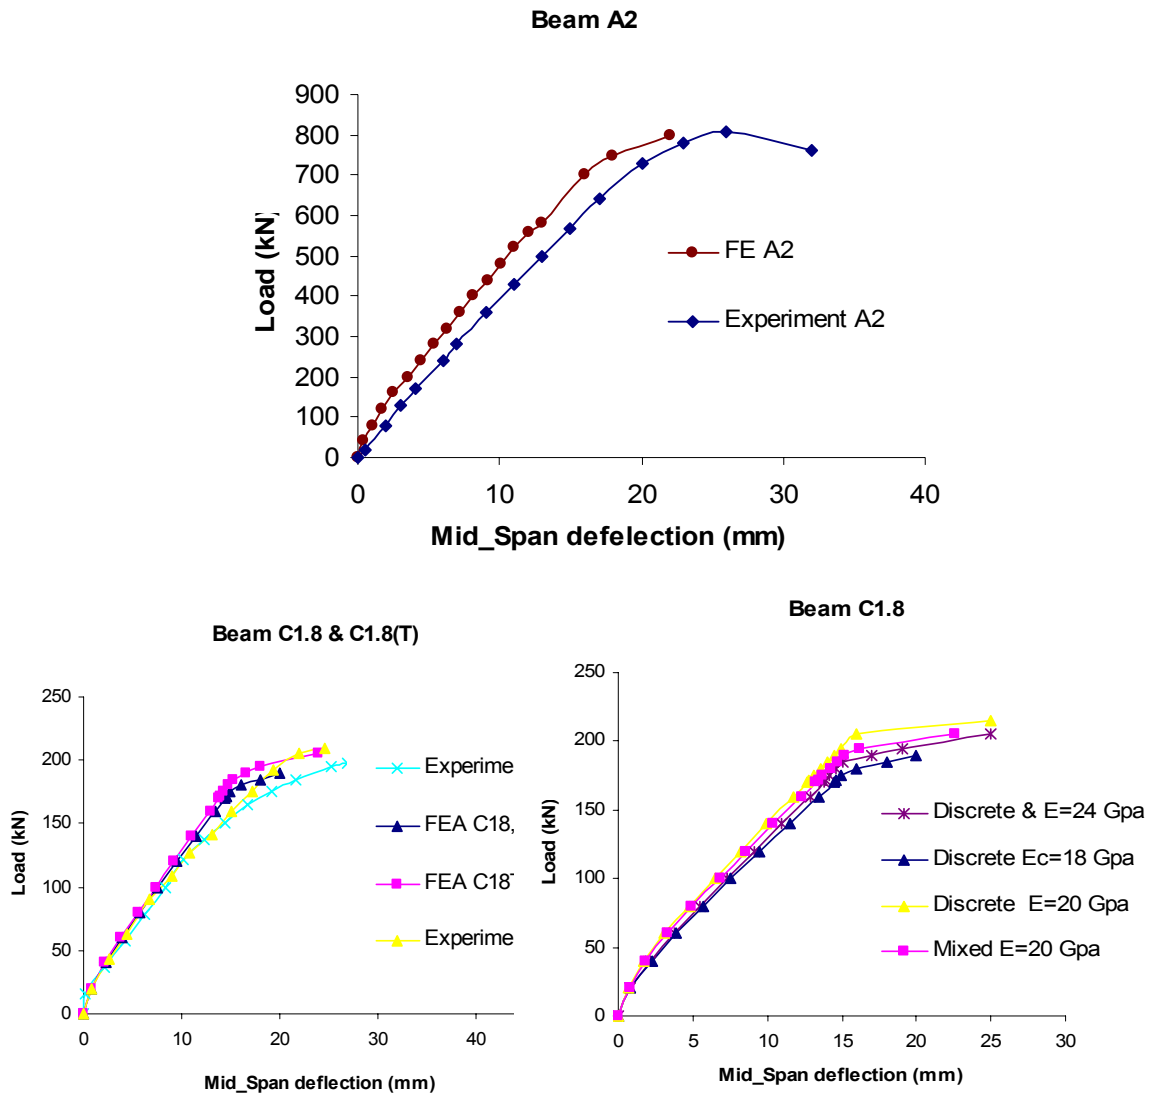 Beam A2
900
800
700
600
500
400
300
200
100
0
Load (kN)
0 10 20 30 40
Mid_Span defelection (mm)
FE A2
Experiment A2
Beam C1.8 & C1.8(T)
250
200
150
100
50
0
Load (kN)
0 10 20 30 40
Mid_Span deflection (mm)
Experime
FEA C18,
FEA C18
Experime
Beam C1.8
250
200
150
100
50
0
Load (kN)
0 5 10 15 20 25 30
Mid_Span deflection (mm)
Discrete & E=24 Gpa
Discrete Ec=18 Gpa
Discrete E=20 Gpa
Mixed E=20 Gpa